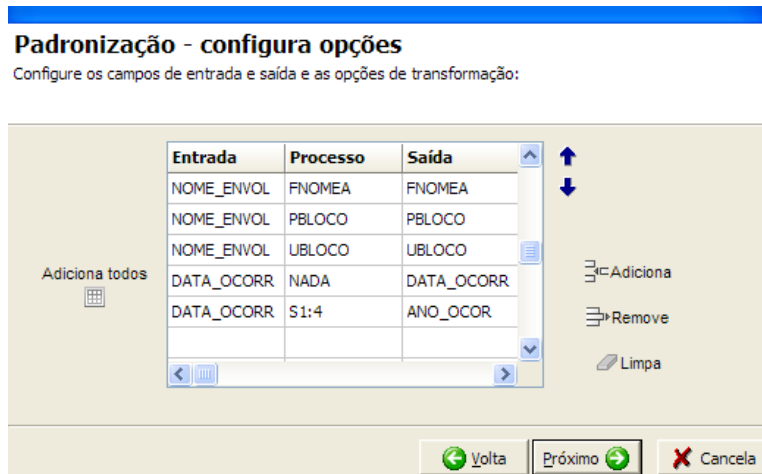 Padronização - configura opções
Configure os campos de entrada e saída e as opções de transformação:
Entrada Processo Saída
NOME_ENVOL FNOMEA FNOMEA
NOME_ENVOL PBLOCO PBLOCO
NOME_ENVOL UBLOCO UBLOCO
DATA_OCORR NADA DATA_OCORR
DATA_OCORR S1:4 ANO_OCOR
Adiciona todos
Adiciona
Remove
Limpa
Volta Próximo Cancela